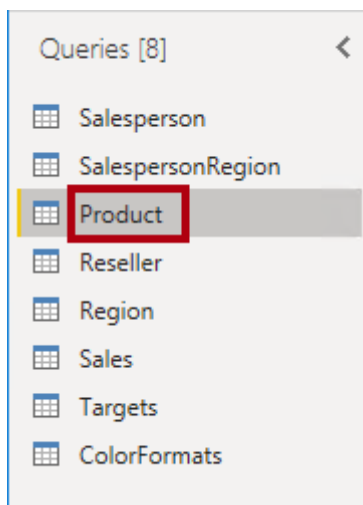 Queries [8]
Salesperson
SalespersonRegion
Product
Reseller
Region
Sales
Targets
ColorFormats